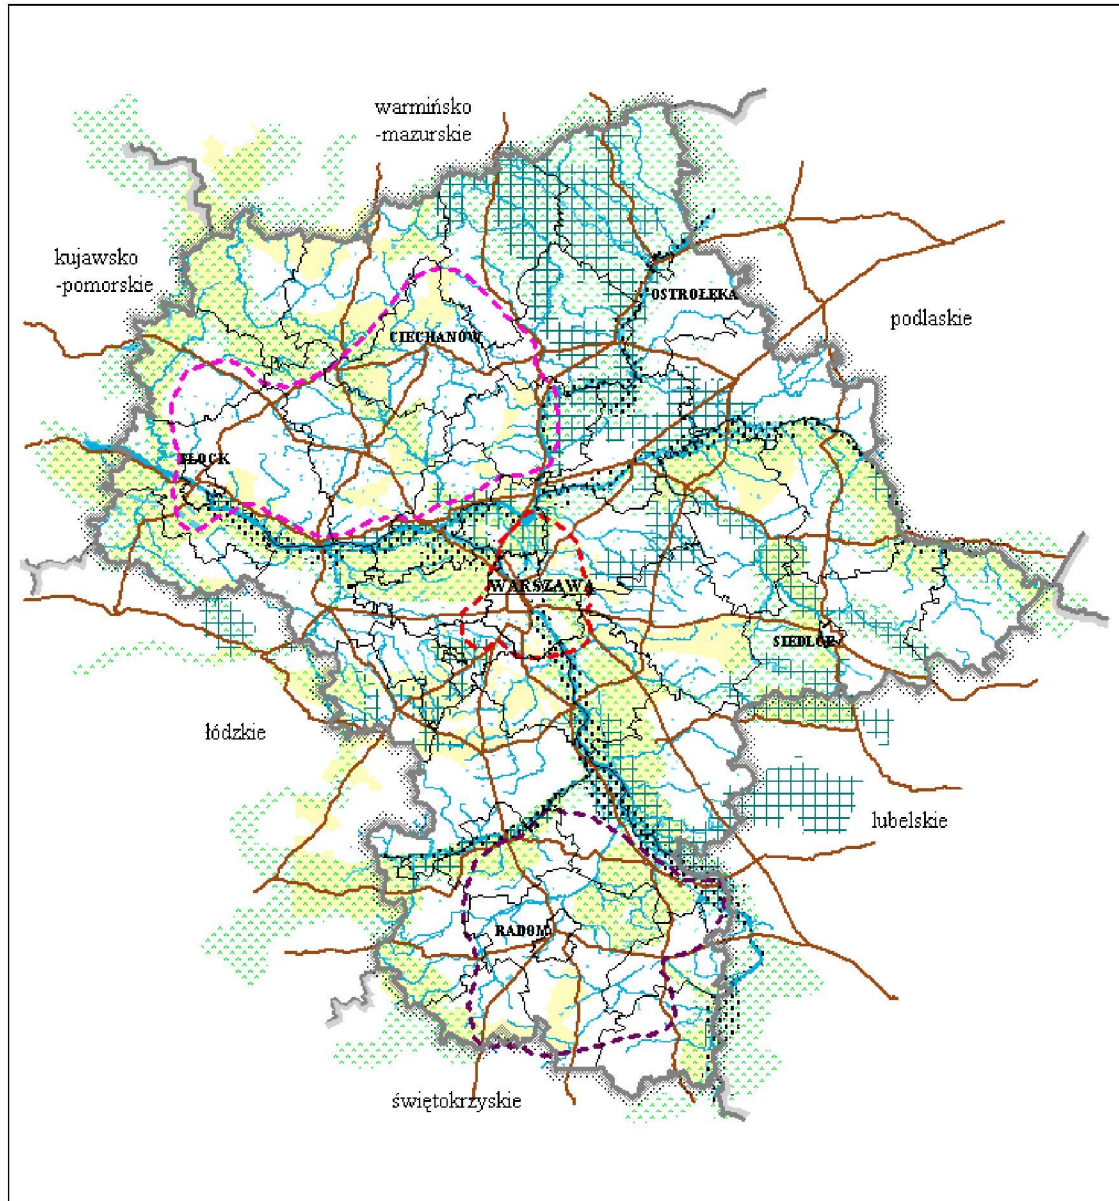 warmińsko
-mazurskie
kujawsko
-pomorskie
OSTROŁĘKA
podlaskie
CIECHANÓW
PŁOCK
WARSZAWA
SIEDLCE
łódzkie
lubelskie
RADOM
świętokrzyskie